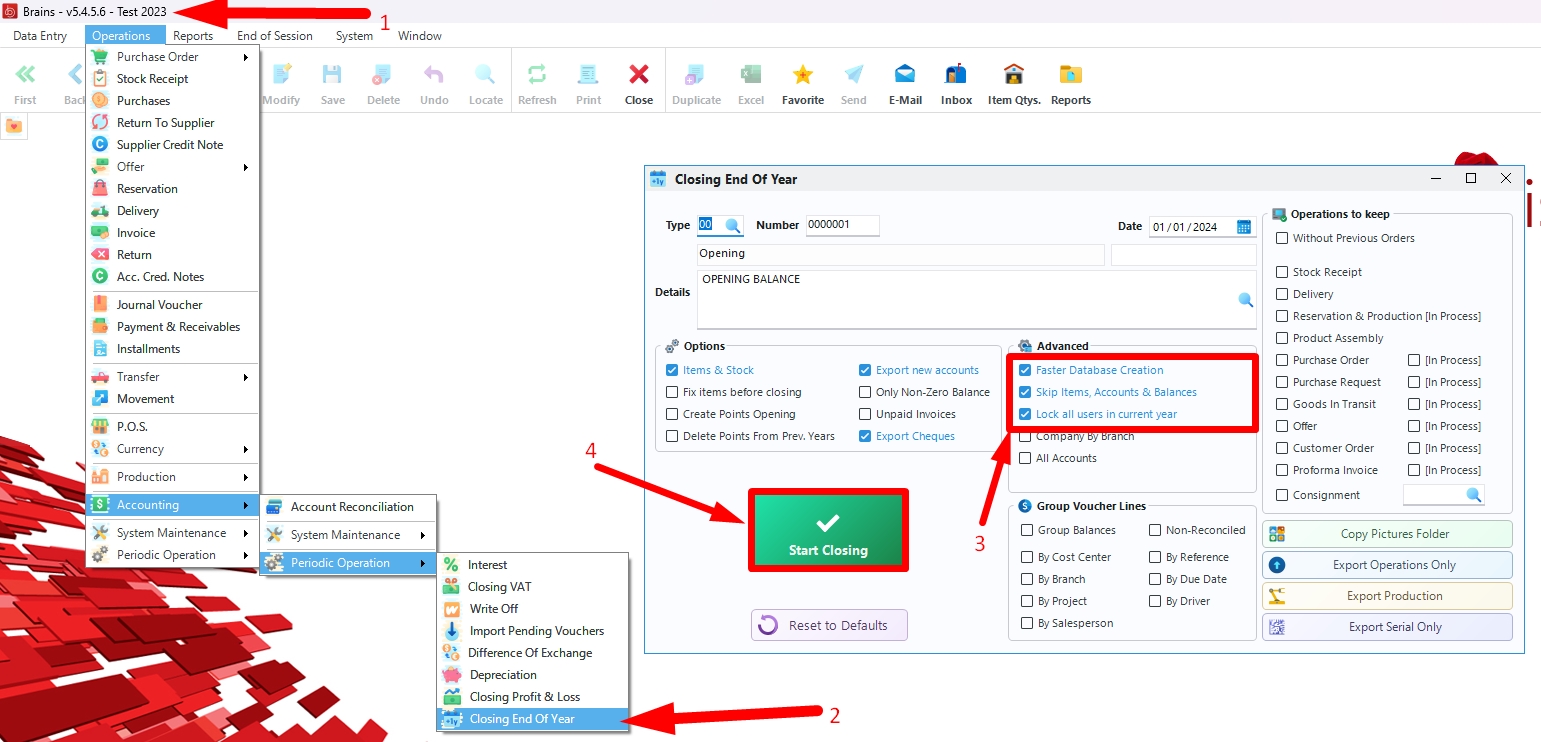 Brains - v5.4.5.6 - Test 2023
1
Data Entry
Operations
Reports
End of Session
System
Window
First
Back
Modify
Save
Delete
Undo
Locate
Refresh
Print
Close
Duplicate
Excel
Favorite
Send
E-Mail
Inbox
Item Qtys.
Reports
Purchase Order
Stock Receipt
Purchases
Return To Supplier
Supplier Credit Note
Offer
Reservation
Delivery
Invoice
Return
Acc. Cred. Notes
Journal Voucher
Payment & Receivables
Installments
Transfer
Movement
P.O.S.
Currency
Production
Accounting
System Maintenance
Periodic Operation
Account Reconciliation
System Maintenance
Periodic Operation
Interest
Closing VAT
Write Off
Import Pending Vouchers
Difference Of Exchange
Depreciation
Closing Profit & Loss
Closing End Of Year
2
Closing End Of Year
Type 00
Number 0000001
Date 01/01/2024
Opening
Details
OPENING BALANCE
Options
Items & Stock
Export new accounts
Fix items before closing
Only Non-Zero Balance
Create Points Opening
Unpaid Invoices
Delete Points From Prev. Years
Export Cheques
Advanced
Faster Database Creation
Skip Items, Accounts & Balances
Lock all users in current year
Company By Branch
All Accounts
4
3
Start Closing
Reset to Defaults
Group Voucher Lines
Group Balances
Non-Reconciled
By Cost Center
By Reference
By Branch
By Due Date
By Project
By Driver
By Salesperson
Operations to keep
Without Previous Orders
Stock Receipt
Delivery
Reservation & Production [In Process]
Product Assembly
Purchase Order [In Process]
Purchase Request [In Process]
Goods In Transit [In Process]
Offer [In Process]
Customer Order [In Process]
Proforma Invoice [In Process]
Consignment
Copy Pictures Folder
Export Operations Only
Export Production
Export Serial Only